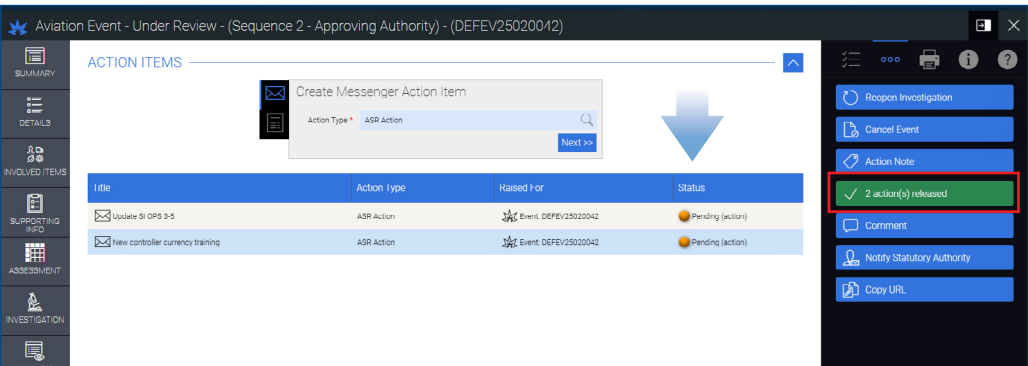 Aviation Event - Under Review - (Sequence 2 - Approving Authority) - (DEFEV25020042)
SUMMARY
DETAILS
INVOLVED ITEMS
SUPPORTING
INFO
ASSESSMENT
INVESTIGATION
ACTION ITEMS
Create Messenger Action Item
Action Type * ASR Action
Next >>
Title Action Type Raised For Status
Update SI OPS 3-5 ASR Action Event: DEFEV25020042 Pending (action)
New controller currency training ASR Action Event: DEFEV25020042 Pending (action)
Reopen Investigation
Cancel Event
Action Note
2 action(s) released
Comment
Notify Statutory Authority
Copy URL